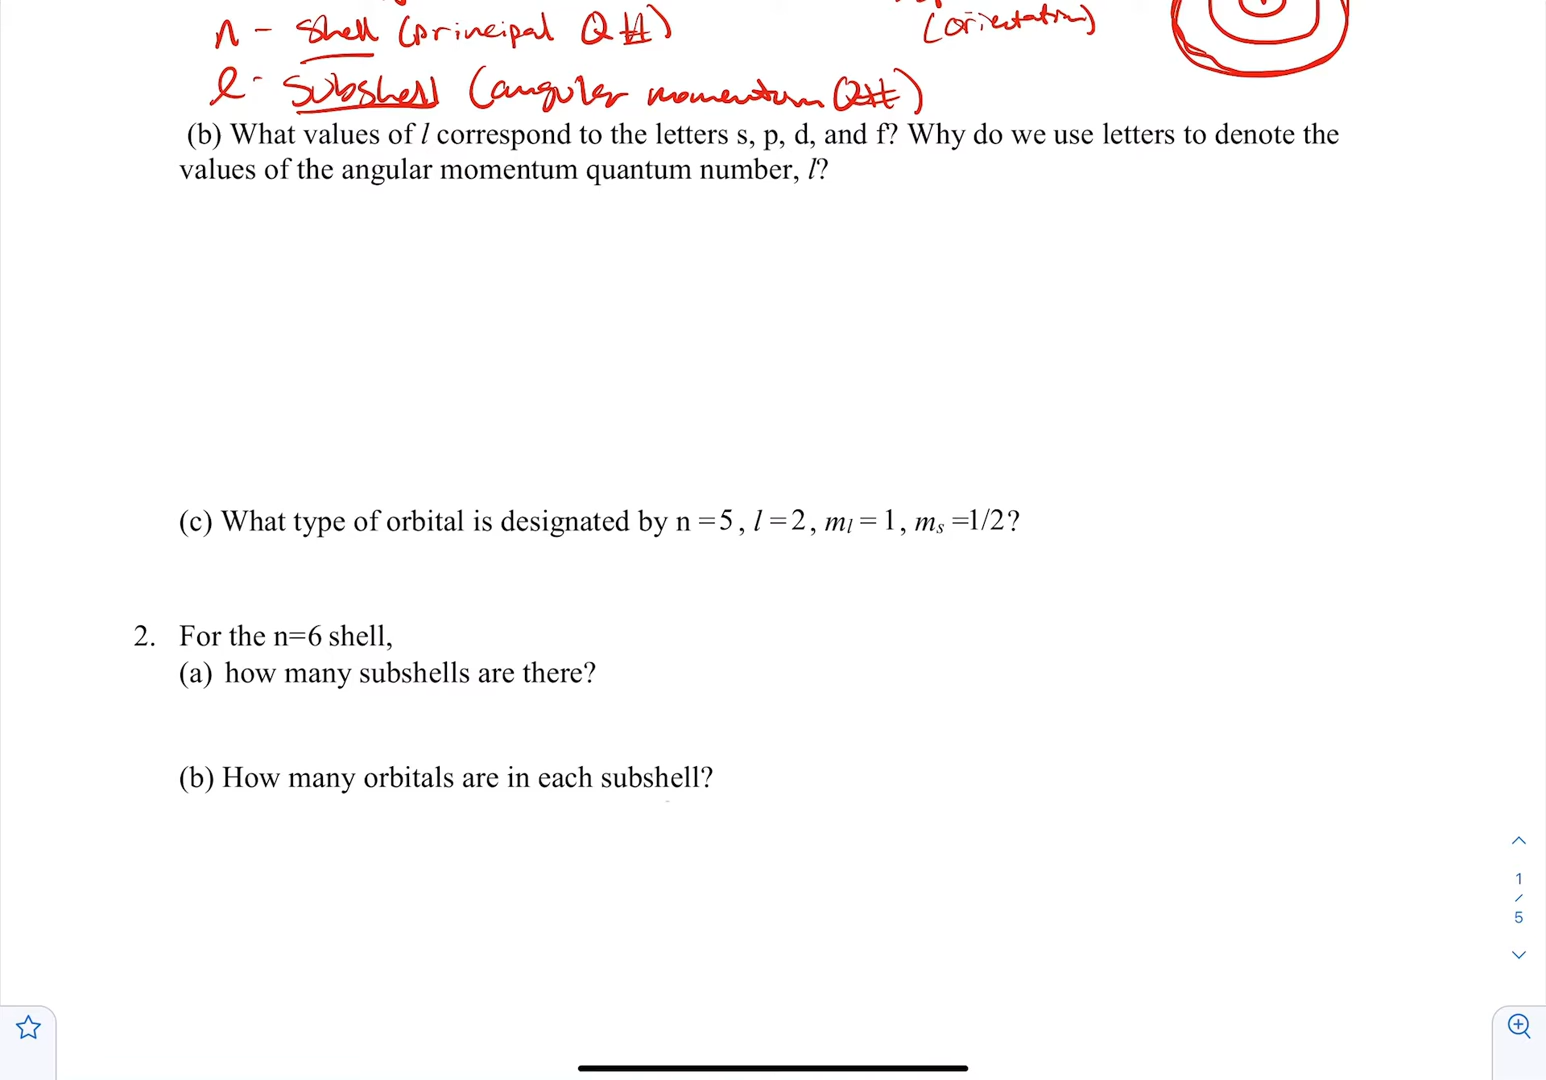 n - shell (principal Q#)
(orientation)
l - subshell (angular momentum Q#)
(b) What values of l correspond to the letters s, p, d, and f? Why do we use letters to denote the
values of the angular momentum quantum number, l?
(c) What type of orbital is designated by n = 5, l = 2, mₗ = 1, mₛ =1/2?
2. For the n=6 shell,
(a) how many subshells are there?
(b) How many orbitals are in each subshell?
1
/
5